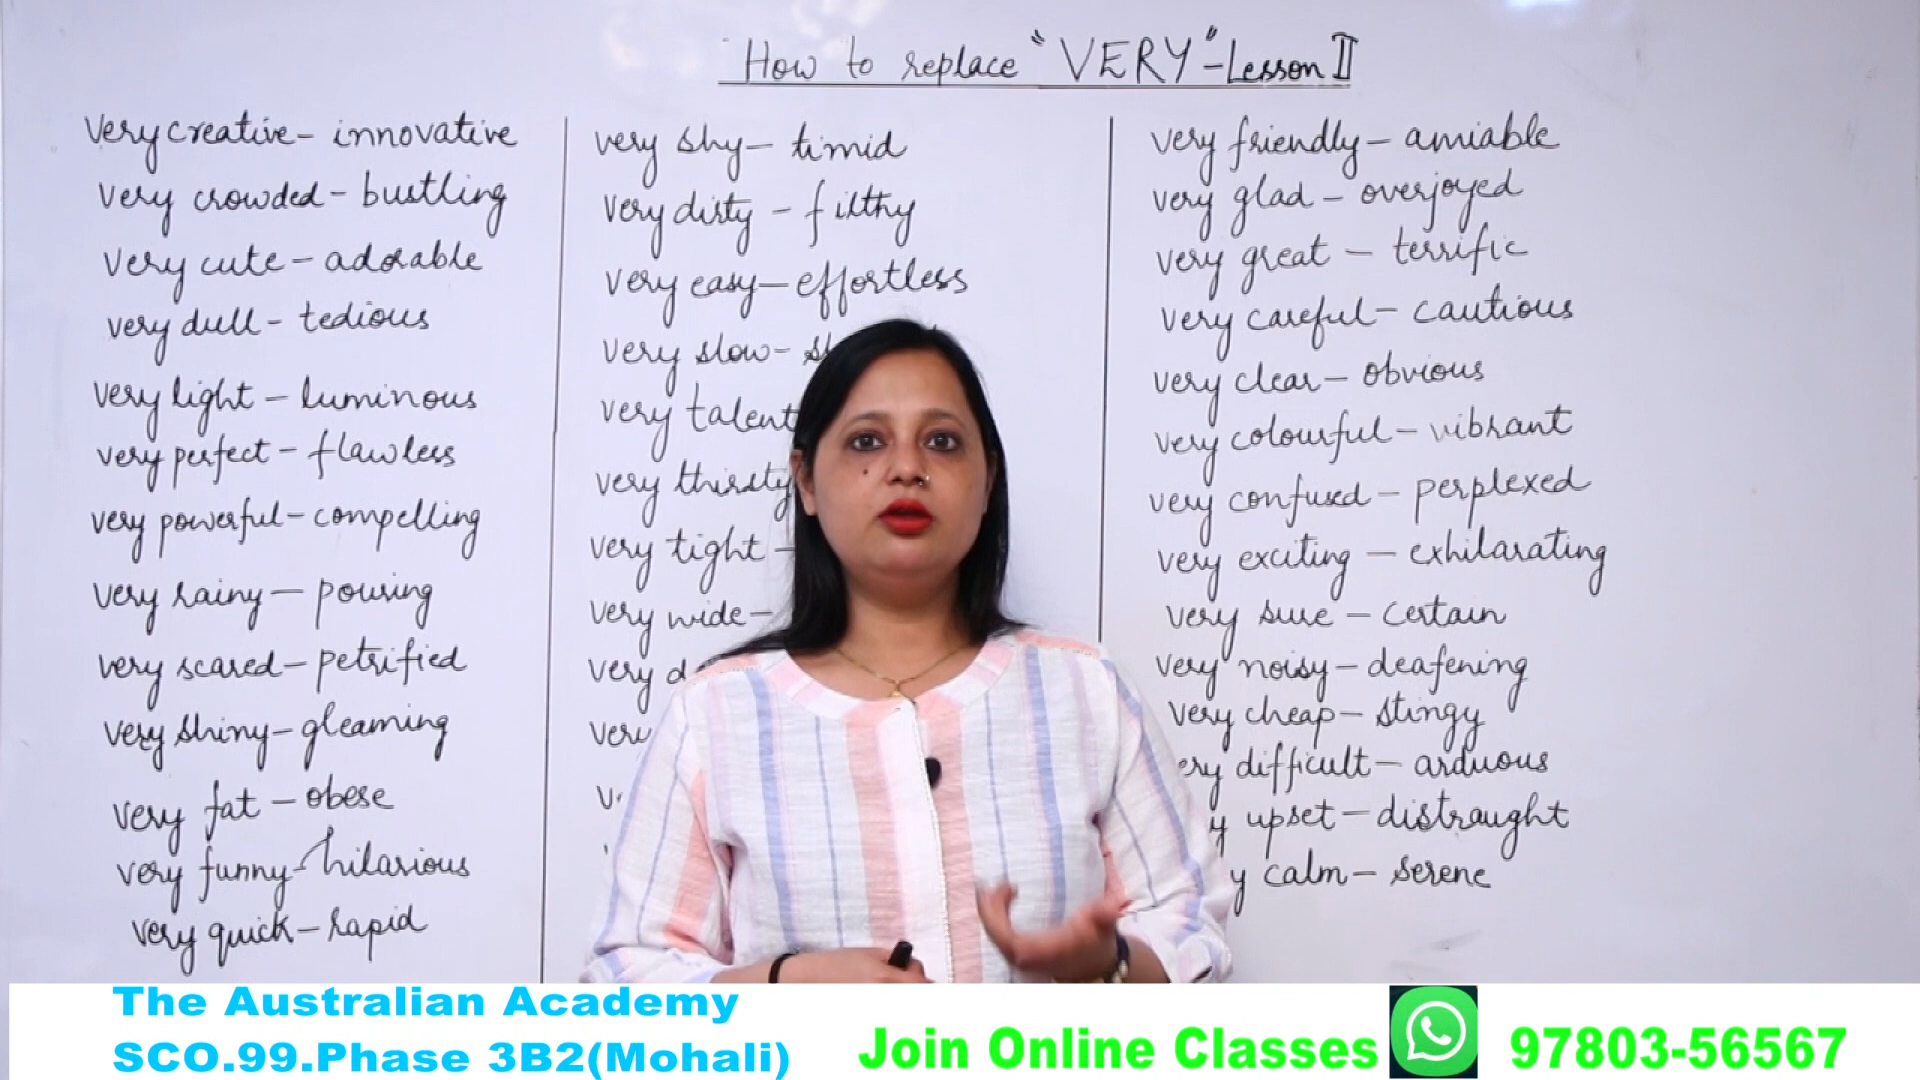 How to replace "VERY" - Lesson II
very creative - innovative
very crowded - bustling
very cute - adorable
very dull - tedious
very light - luminous
very perfect - flawless
very powerful - compelling
very rainy - pouring
very scared - petrified
very shiny - gleaming
very fat - obese
very funny - hilarious
very quick - rapid
very shy - timid
very dirty - filthy
very easy - effortless
very slow -
very
very thirsty
very tight -
very wide -
very
very friendly - amiable
very glad - overjoyed
very great - terrific
very careful - cautious
very clear - obvious
very colourful - vibrant
very confused - perplexed
very exciting - exhilarating
very sure - certain
very noisy - deafening
very cheap - stingy
difficult - arduous
upset - distraught
calm - serene
The Australian Academy
SCO.99.Phase 3B2(Mohali)
Join Online Classes
97803-56567